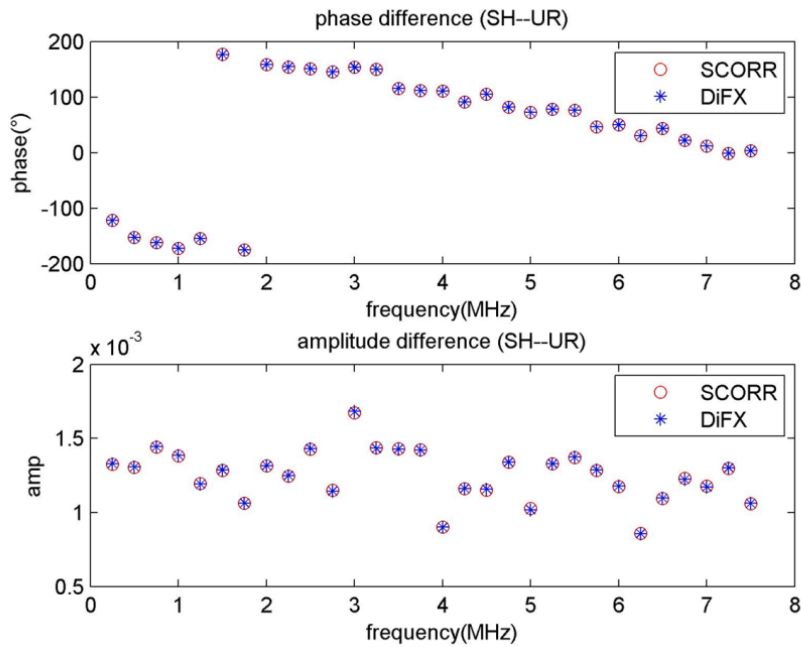 phase difference (SH--UR)
200
100
0
-100
-200
phase(°)
SCORR
DiFX
0 1 2 3 4 5 6 7 8
frequency(MHz)
amplitude difference (SH--UR)
x 10^-3
2
1.5
1
0.5
amp
SCORR
DiFX
0 1 2 3 4 5 6 7 8
frequency(MHz)